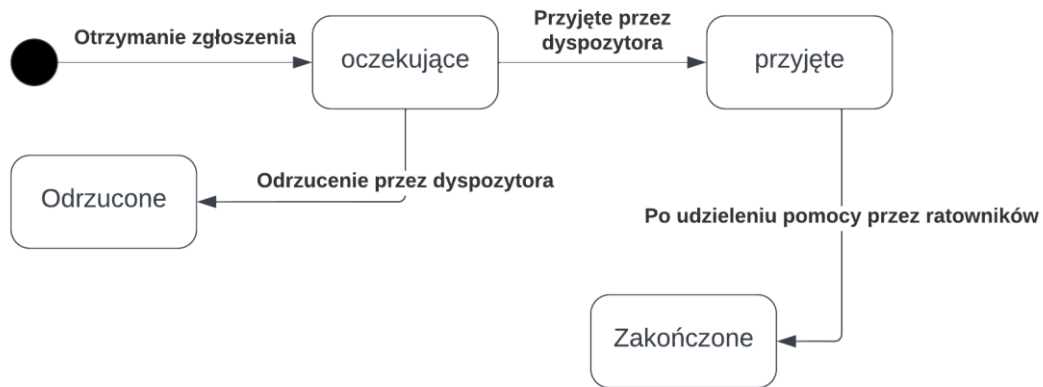 Otrzymanie zgłoszenia
oczekujące
Przyjęte przez
dyspozytora
przyjęte
Odrzucone
Odrzucenie przez dyspozytora
Po udzieleniu pomocy przez ratowników
Zakończone